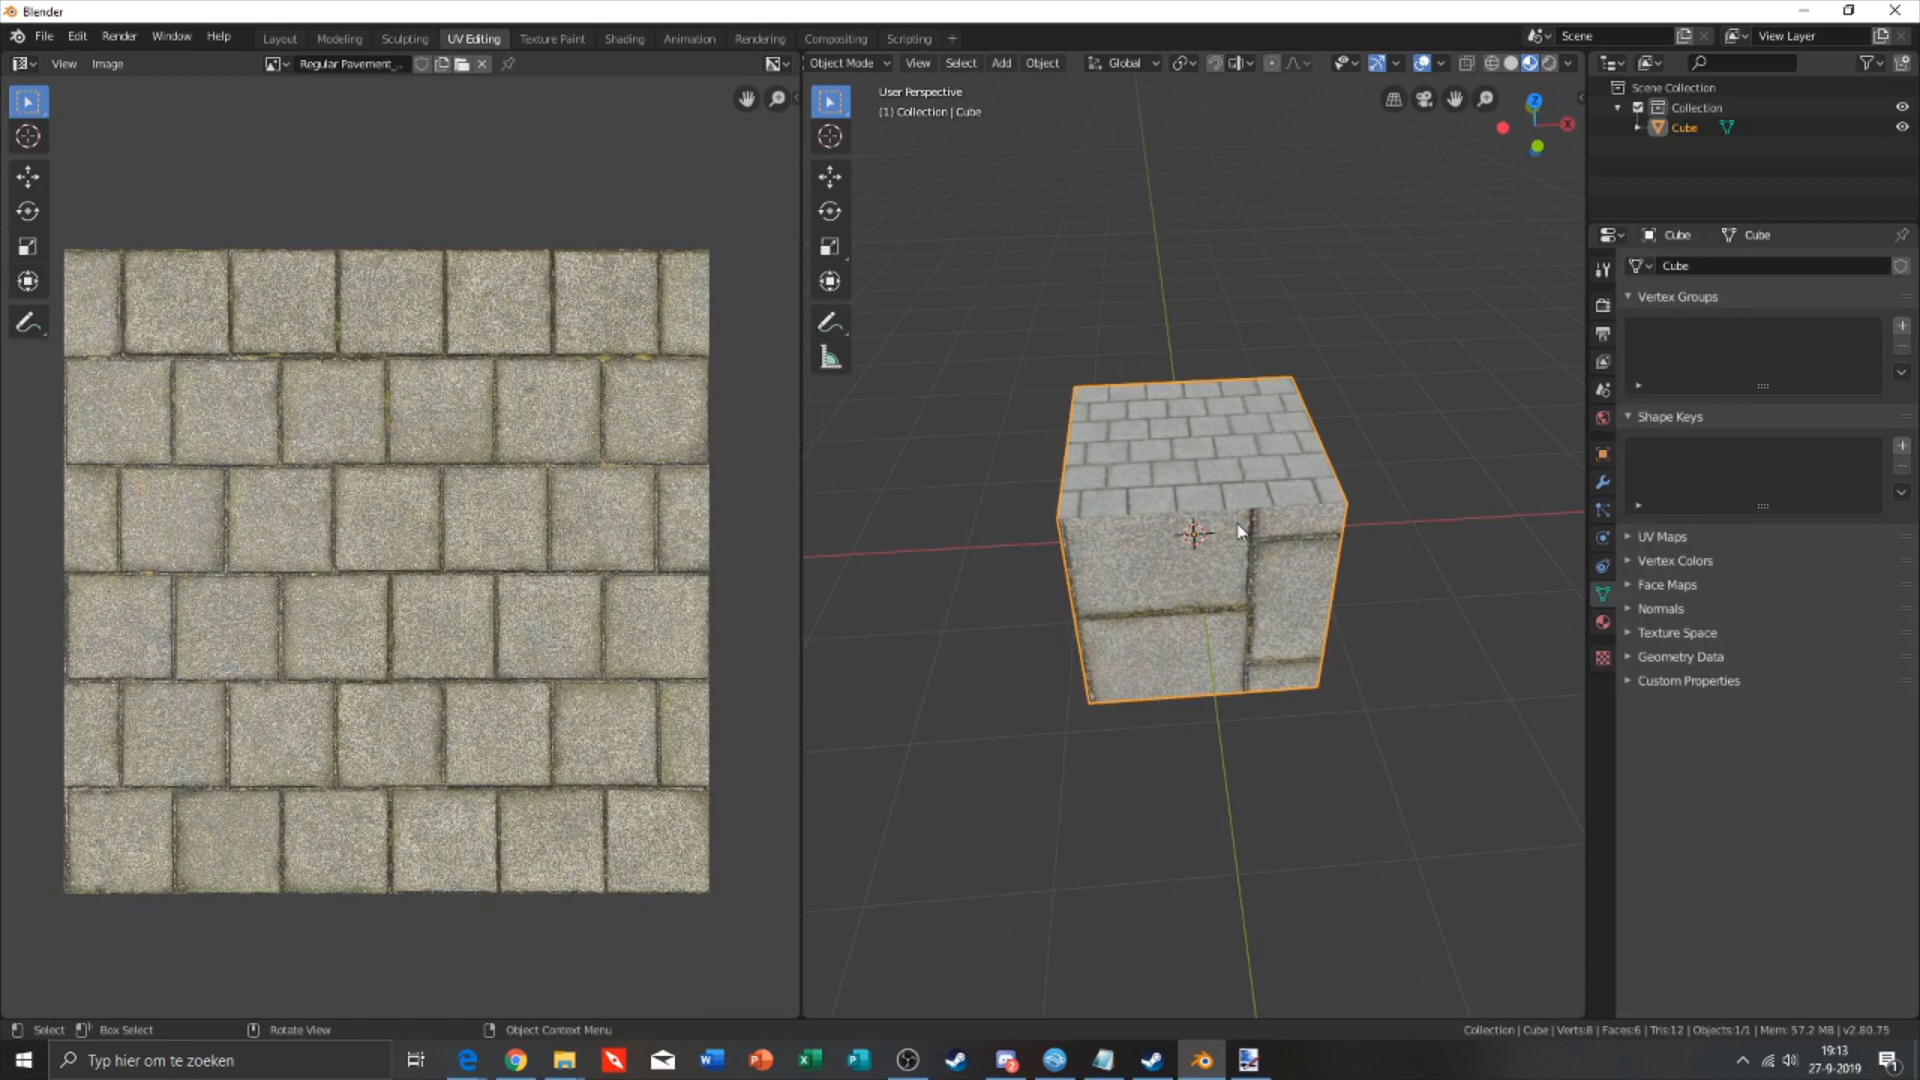 Blender
File Edit Render Window Help Layout Modeling Sculpting UV Editing Texture Paint Shading Animation Rendering Compositing Scripting + Scene View Layer
View Image Regular Pavement_.. Object Mode View Select Add Object Global
User Perspective
(1) Collection | Cube
Scene Collection
Collection
Cube
Cube Cube
Cube
Vertex Groups
Shape Keys
UV Maps
Vertex Colors
Face Maps
Normals
Texture Space
Geometry Data
Custom Properties
Z
X
Select Box Select Rotate View Object Context Menu Collection | Cube | Verts:8 | Faces:6 | Tris:12 | Objects:1/1 | Mem: 57.2 MB | v2.80.75
Typ hier om te zoeken
19:13
27-9-2019